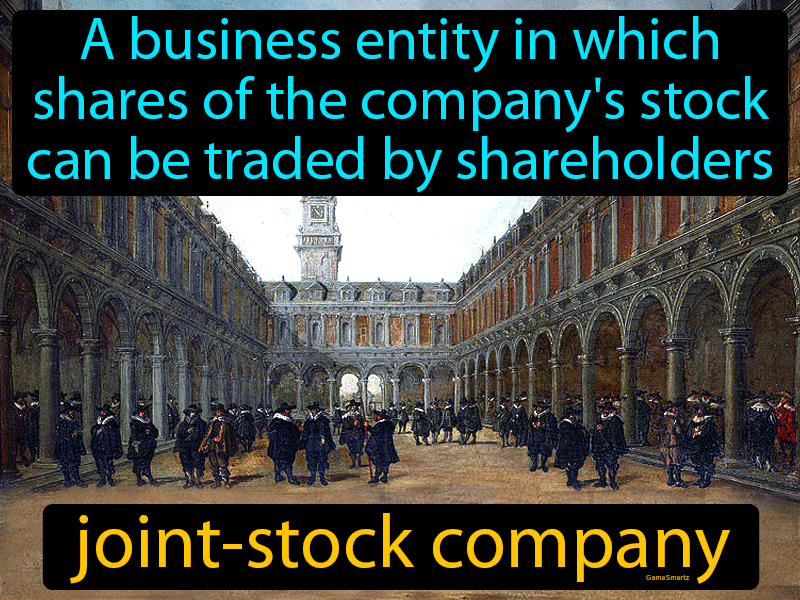 A business entity in which
shares of the company's stock
can be traded by shareholders
joint-stock company
GameSmartz